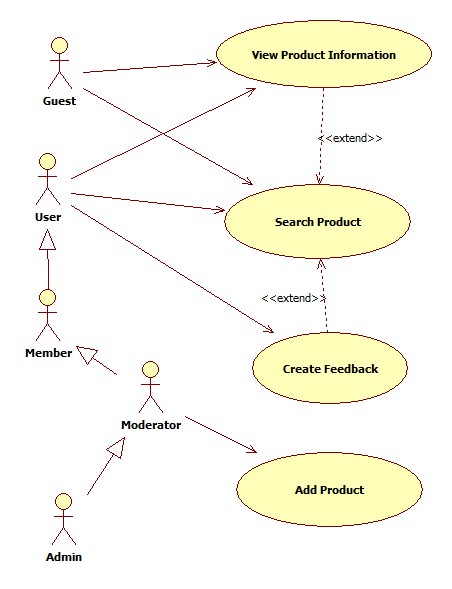 View Product Information
Guest
<<extend>>
User
Search Product
<<extend>>
Member
Create Feedback
Moderator
Add Product
Admin